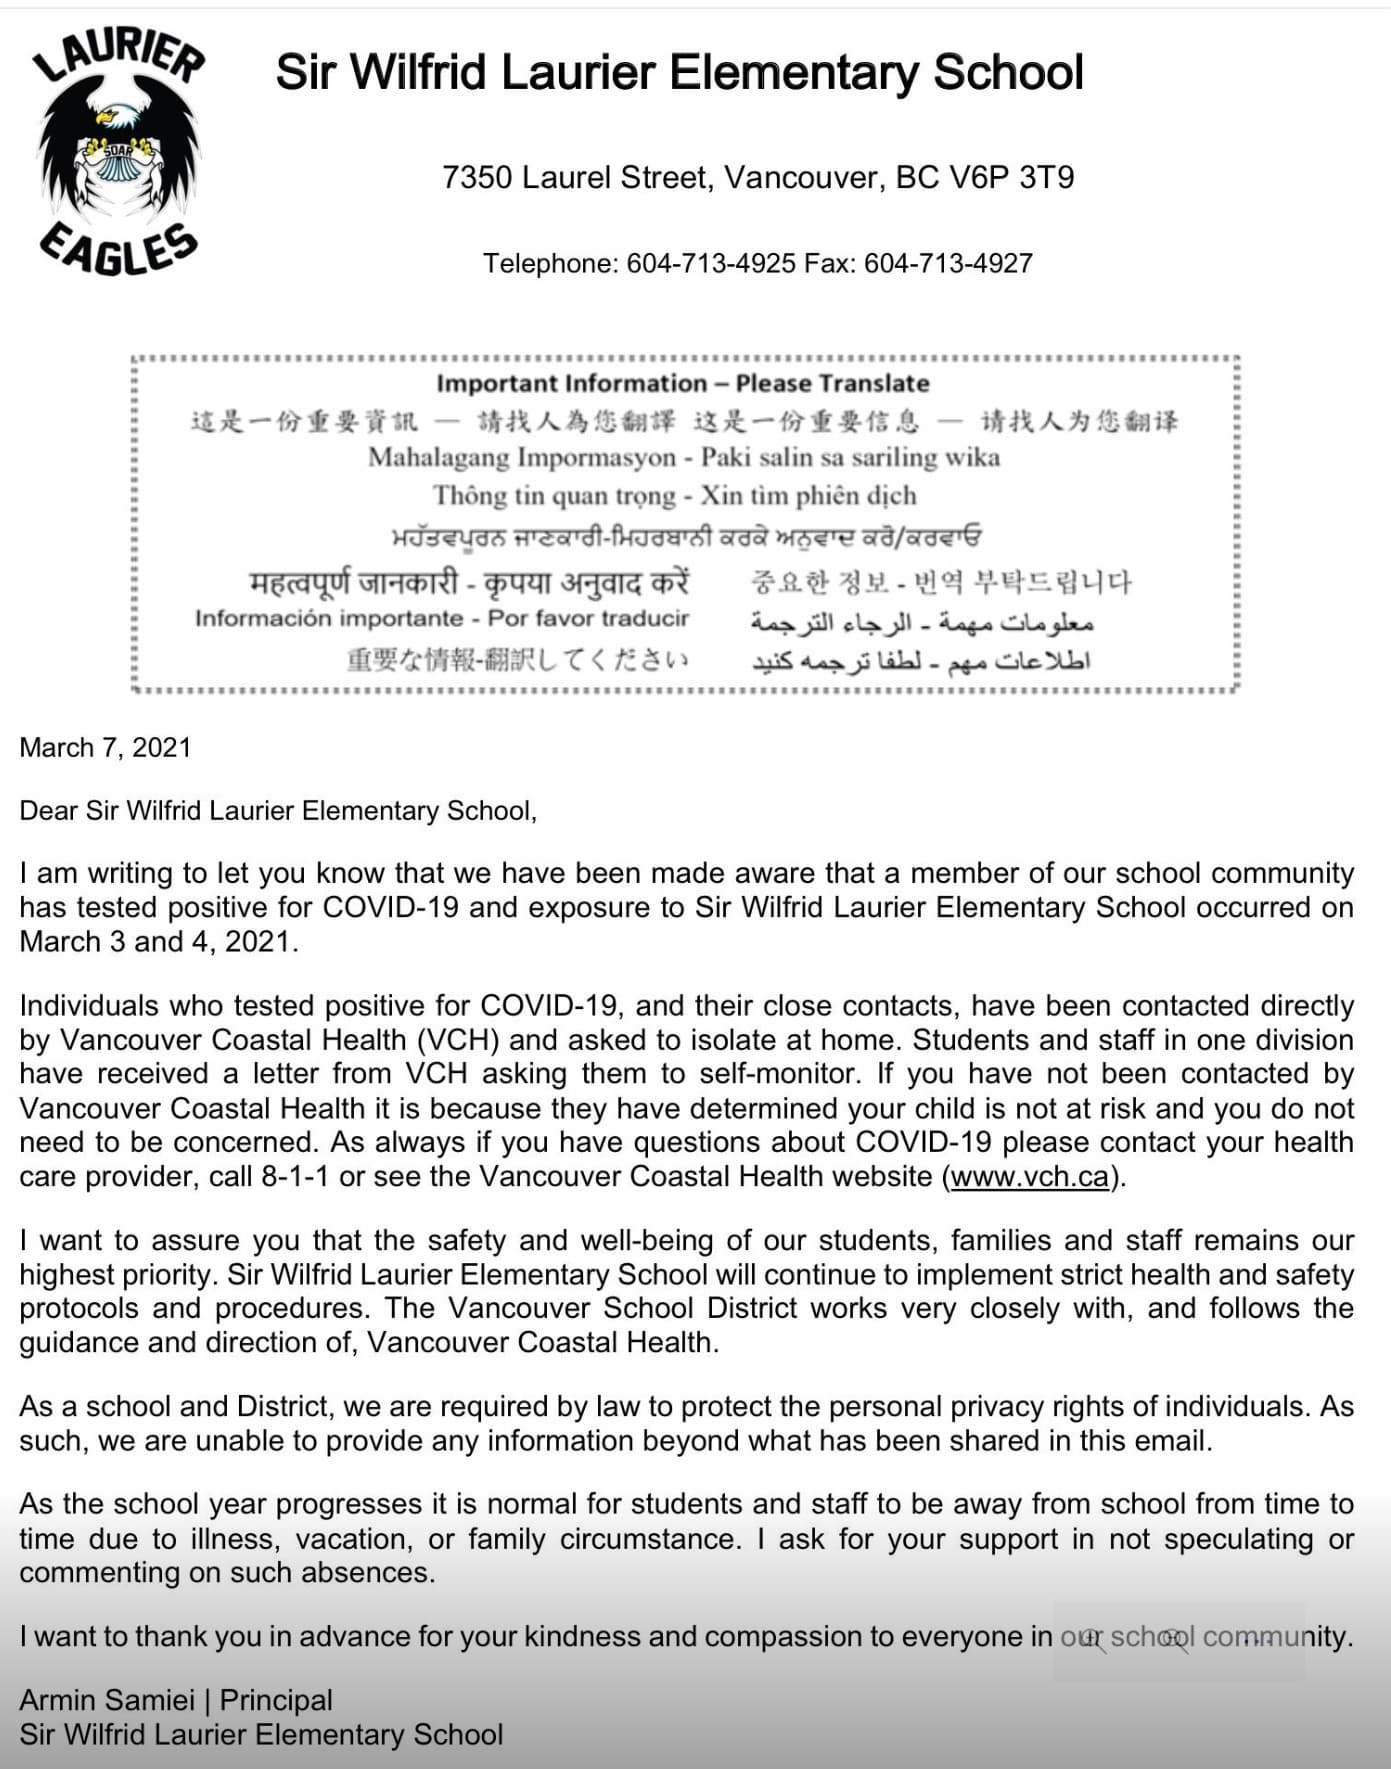 LAURIER
SOAR
EAGLES
Sir Wilfrid Laurier Elementary School
7350 Laurel Street, Vancouver, BC V6P 3T9
Telephone: 604-713-4925 Fax: 604-713-4927
Important Information – Please Translate
這是一份重要資訊 — 請找人為您翻譯 这是一份重要信息 — 请找人为您翻译
Mahalagang Impormasyon - Paki salin sa sariling wika
Thông tin quan trọng - Xin tìm phiên dịch
ਮਹੱਤਵਪੂਰਨ ਜਾਣਕਾਰੀ-ਮਿਹਰਬਾਨੀ ਕਰਕੇ ਅਨੁਵਾਦ ਕਰੋ/ਕਰਵਾਓ
महत्वपूर्ण जानकारी - कृपया अनुवाद करें 중요한 정보 - 번역 부탁드립니다
Información importante - Por favor traducir معلومات مهمة - الرجاء الترجمة
重要な情報-翻訳してください اطلاعات مهم - لطفا ترجمه کنید
March 7, 2021
Dear Sir Wilfrid Laurier Elementary School,
I am writing to let you know that we have been made aware that a member of our school community
has tested positive for COVID-19 and exposure to Sir Wilfrid Laurier Elementary School occurred on
March 3 and 4, 2021.
Individuals who tested positive for COVID-19, and their close contacts, have been contacted directly
by Vancouver Coastal Health (VCH) and asked to isolate at home. Students and staff in one division
have received a letter from VCH asking them to self-monitor. If you have not been contacted by
Vancouver Coastal Health it is because they have determined your child is not at risk and you do not
need to be concerned. As always if you have questions about COVID-19 please contact your health
care provider, call 8-1-1 or see the Vancouver Coastal Health website (www.vch.ca).
I want to assure you that the safety and well-being of our students, families and staff remains our
highest priority. Sir Wilfrid Laurier Elementary School will continue to implement strict health and safety
protocols and procedures. The Vancouver School District works very closely with, and follows the
guidance and direction of, Vancouver Coastal Health.
As a school and District, we are required by law to protect the personal privacy rights of individuals. As
such, we are unable to provide any information beyond what has been shared in this email.
As the school year progresses it is normal for students and staff to be away from school from time to
time due to illness, vacation, or family circumstance. I ask for your support in not speculating or
commenting on such absences.
I want to thank you in advance for your kindness and compassion to everyone in our school community.
Armin Samiei | Principal
Sir Wilfrid Laurier Elementary School